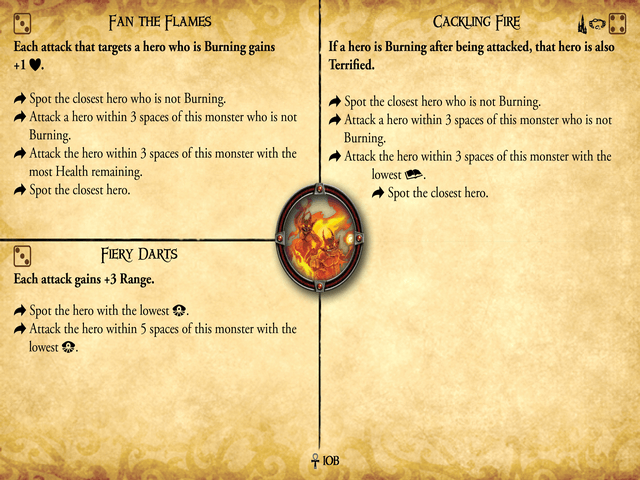 FAN THE FLAMES
Each attack that targets a hero who is Burning gains
+1 .
Spot the closest hero who is not Burning.
Attack a hero within 3 spaces of this monster who is not
Burning.
Attack the hero within 3 spaces of this monster with the
most Health remaining.
Spot the closest hero.
FIERY DARTS
Each attack gains +3 Range.
Spot the hero with the lowest .
Attack the hero within 5 spaces of this monster with the
lowest .
CACKLING FIRE
If a hero is Burning after being attacked, that hero is also
Terrified.
Spot the closest hero who is not Burning.
Attack a hero within 3 spaces of this monster who is not
Burning.
Attack the hero within 3 spaces of this monster with the
lowest .
Spot the closest hero.
10B